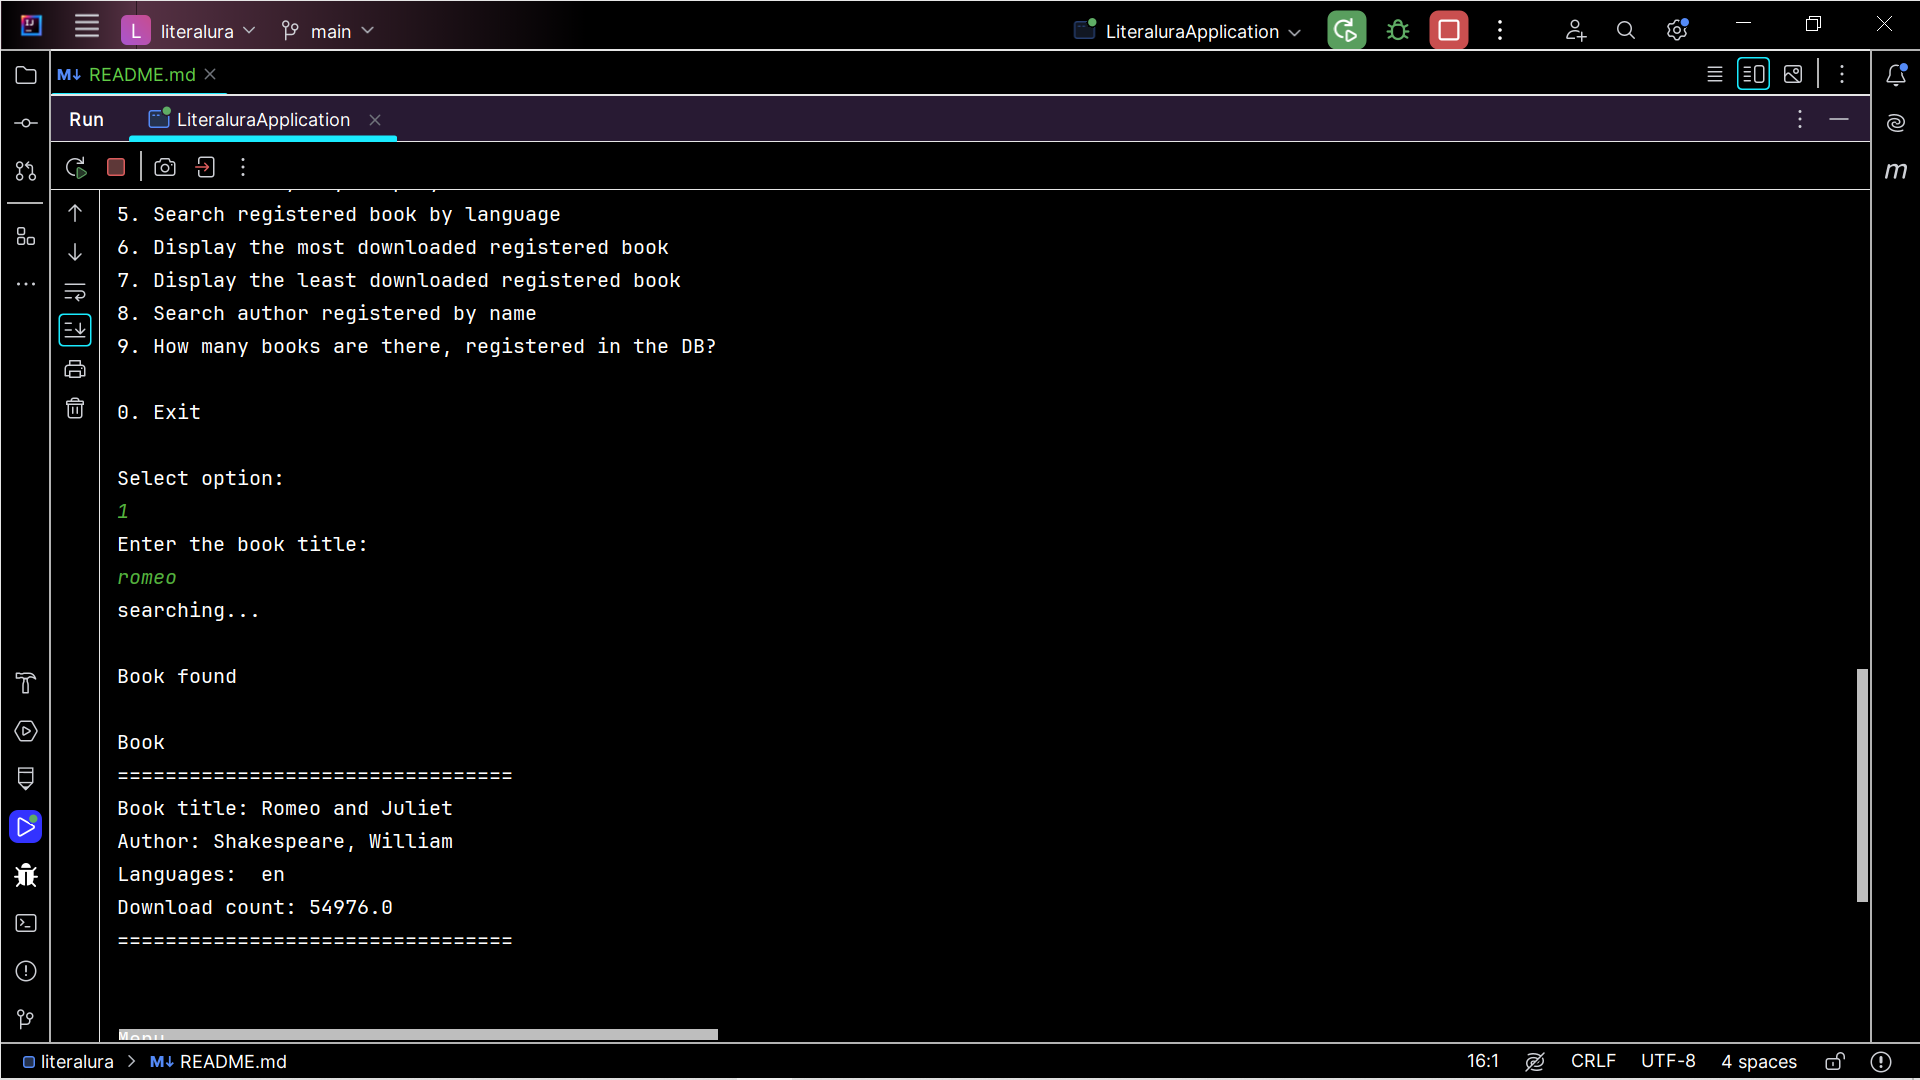 L literalura main LiteraluraApplication
M↓ README.md
Run LiteraluraApplication
5. Search registered book by language
6. Display the most downloaded registered book
7. Display the least downloaded registered book
8. Search author registered by name
9. How many books are there, registered in the DB?
0. Exit
Select option:
1
Enter the book title:
romeo
searching...
Book found
Book
=================================
Book title: Romeo and Juliet
Author: Shakespeare, William
Languages:  en
Download count: 54976.0
=================================
Menu
literalura > M↓ README.md 16:1 CRLF UTF-8 4 spaces
m